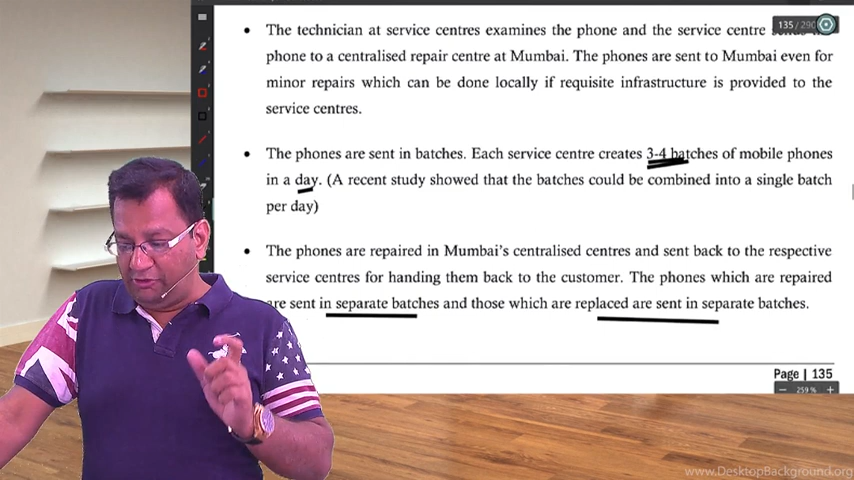 • The technician at service centres examines the phone and the service centre
135/290
phone to a centralised repair centre at Mumbai. The phones are sent to Mumbai even for
minor repairs which can be done locally if requisite infrastructure is provided to the
service centres.
• The phones are sent in batches. Each service centre creates 3-4 batches of mobile phones
in a day. (A recent study showed that the batches could be combined into a single batch
per day)
• The phones are repaired in Mumbai's centralised centres and sent back to the respective
service centres for handing them back to the customer. The phones which are repaired
are sent in separate batches and those which are replaced are sent in separate batches.
Page | 135
259 %
www.DesktopBackground.org